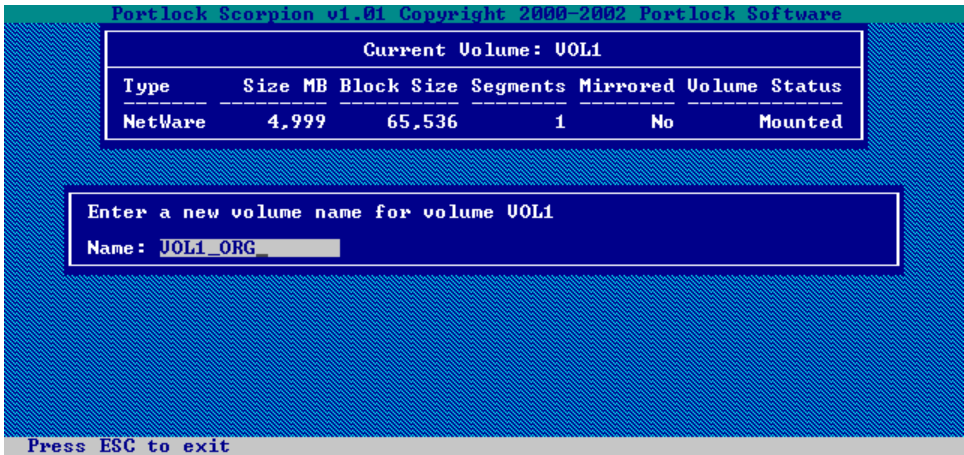 Portlock Scorpion v1.01 Copyright 2000-2002 Portlock Software
Current Volume: VOL1
Type Size MB Block Size Segments Mirrored Volume Status
NetWare 4,999 65,536 1 No Mounted
Enter a new volume name for volume VOL1
Name: VOL1_ORG_
Press ESC to exit